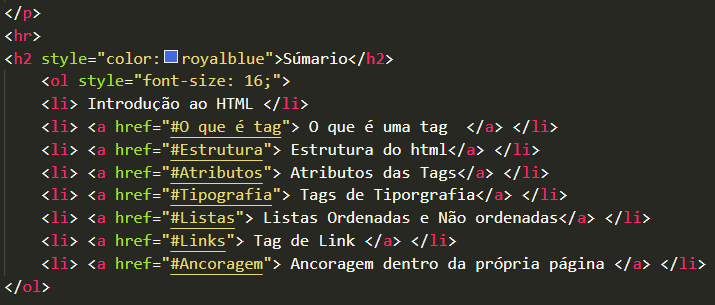 </p>
<hr>
<h2 style="color:royalblue">Súmario</h2>
<ol style="font-size: 16;">
<li> Introdução ao HTML </li>
<li> <a href="#O que é tag"> O que é uma tag  </a> </li>
<li> <a href="#Estrutura"> Estrutura do html</a> </li>
<li> <a href="#Atributos"> Atributos das Tags</a> </li>
<li> <a href="#Tipografia"> Tags de Tiporgrafia</a> </li>
<li> <a href="#Listas"> Listas Ordenadas e Não ordenadas</a> </li>
<li> <a href="#Links"> Tag de Link </a> </li>
<li> <a href="#Ancoragem"> Ancoragem dentro da própria página </a> </li>
</ol>